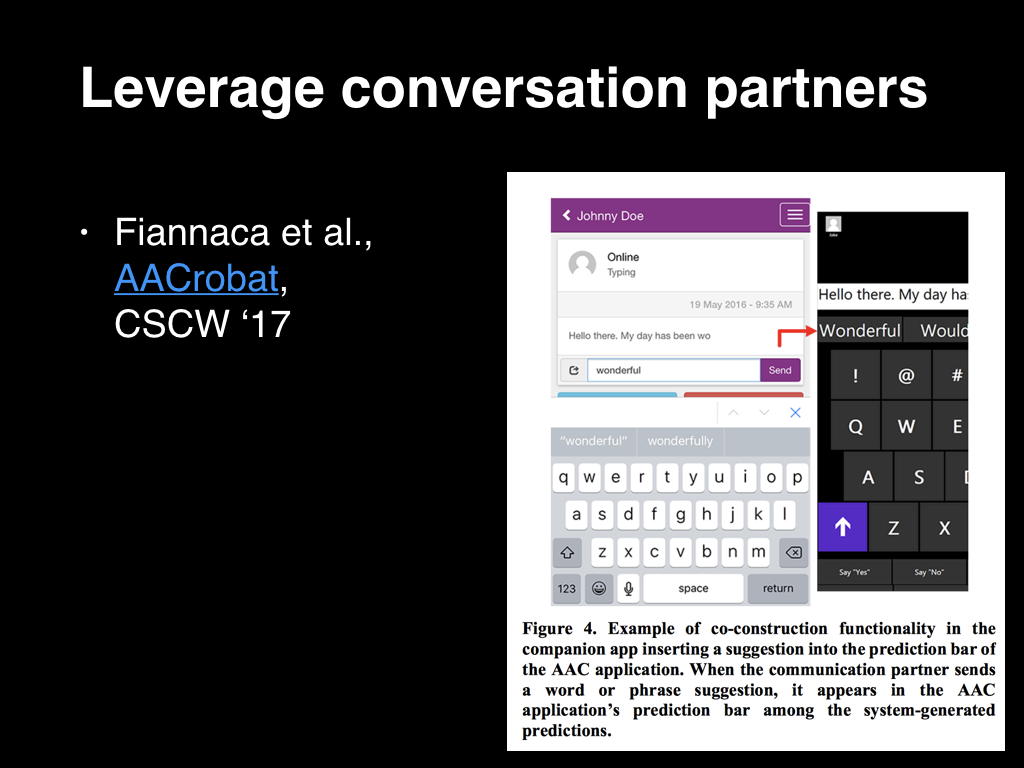 Leverage conversation partners
• Fiannaca et al.,
AACrobat,
CSCW ‘17
Johnny Doe
Online
Typing
19 May 2016 - 9:35 AM
Hello there. My day has been wo
wonderful
Send
“wonderful”
wonderfully
q w e r t y u i o p
a s d f g h j k l
z x c v b n m
123
space
return
Hello there. My day ha
Wonderful
Would
! @ #
Q W E
A S
Z X
Say "Yes"
Say "No"
Figure 4. Example of co-construction functionality in the
companion app inserting a suggestion into the prediction bar of
the AAC application. When the communication partner sends
a word or phrase suggestion, it appears in the AAC
application’s prediction bar among the system-generated
predictions.